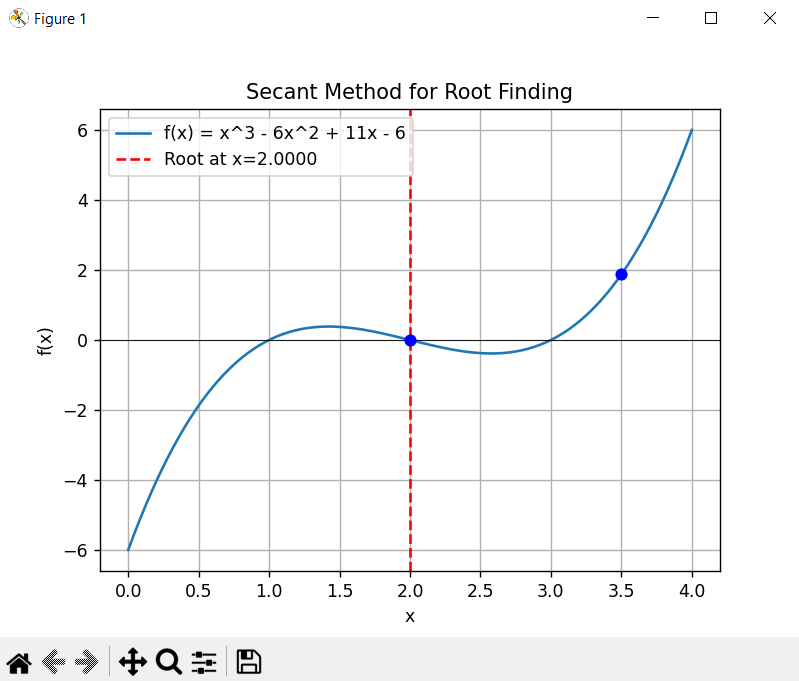 Figure 1
Secant Method for Root Finding
f(x) = x^3 - 6x^2 + 11x - 6
Root at x=2.0000
6
4
2
0
−2
−4
−6
f(x)
0.0 0.5 1.0 1.5 2.0 2.5 3.0 3.5 4.0
x